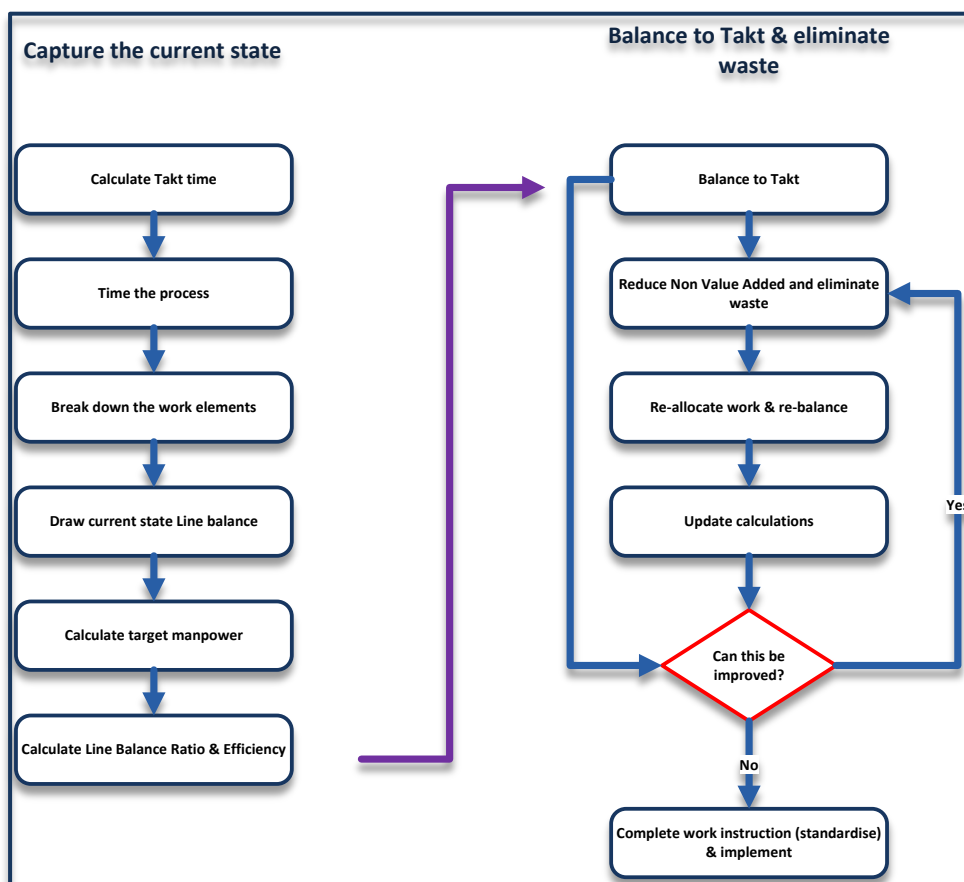 Capture the current state
Calculate Takt time
Time the process
Break down the work elements
Draw current state Line balance
Calculate target manpower
Calculate Line Balance Ratio & Efficiency
Balance to Takt & eliminate
waste
Balance to Takt
Reduce Non Value Added and eliminate
waste
Re-allocate work & re-balance
Update calculations
Can this be
improved?
Yes
No
Complete work instruction (standardise)
& implement